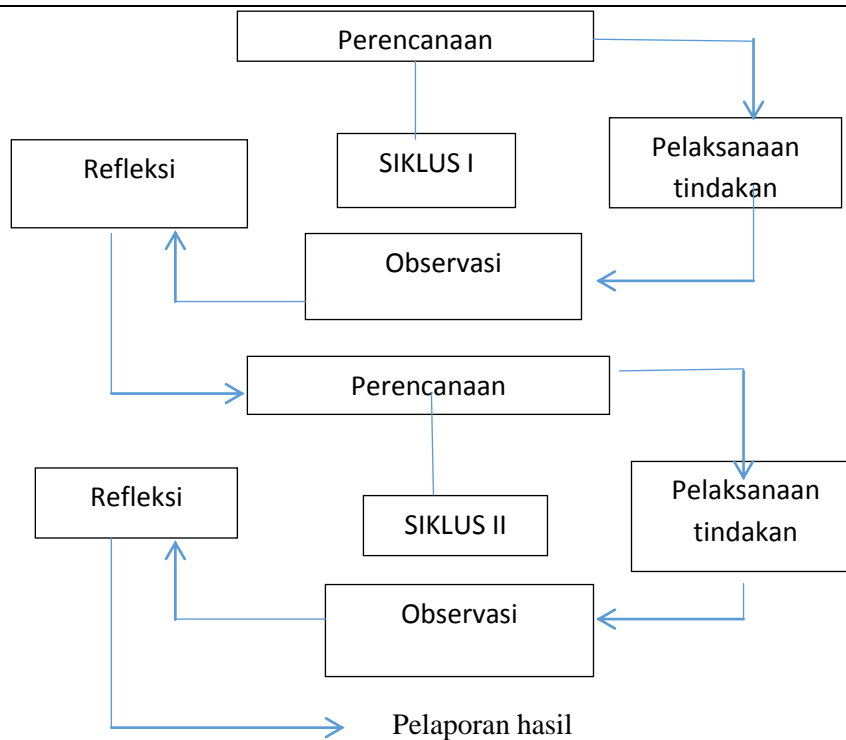 Perencanaan
Refleksi
SIKLUS I
Pelaksanaan
tindakan
Observasi
Perencanaan
Refleksi
SIKLUS II
Pelaksanaan
tindakan
Observasi
Pelaporan hasil